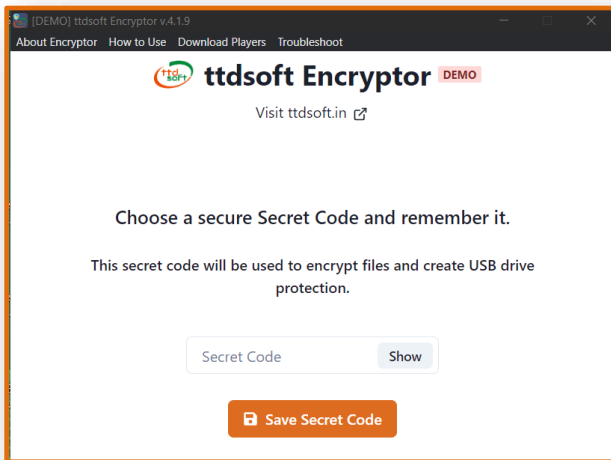 [DEMO] ttdsoft Encryptor v.4.1.9
About Encryptor How to Use Download Players Troubleshoot
ttd soft
ttdsoft Encryptor DEMO
Visit ttdsoft.in
Choose a secure Secret Code and remember it.
This secret code will be used to encrypt files and create USB drive
protection.
Secret Code Show
Save Secret Code